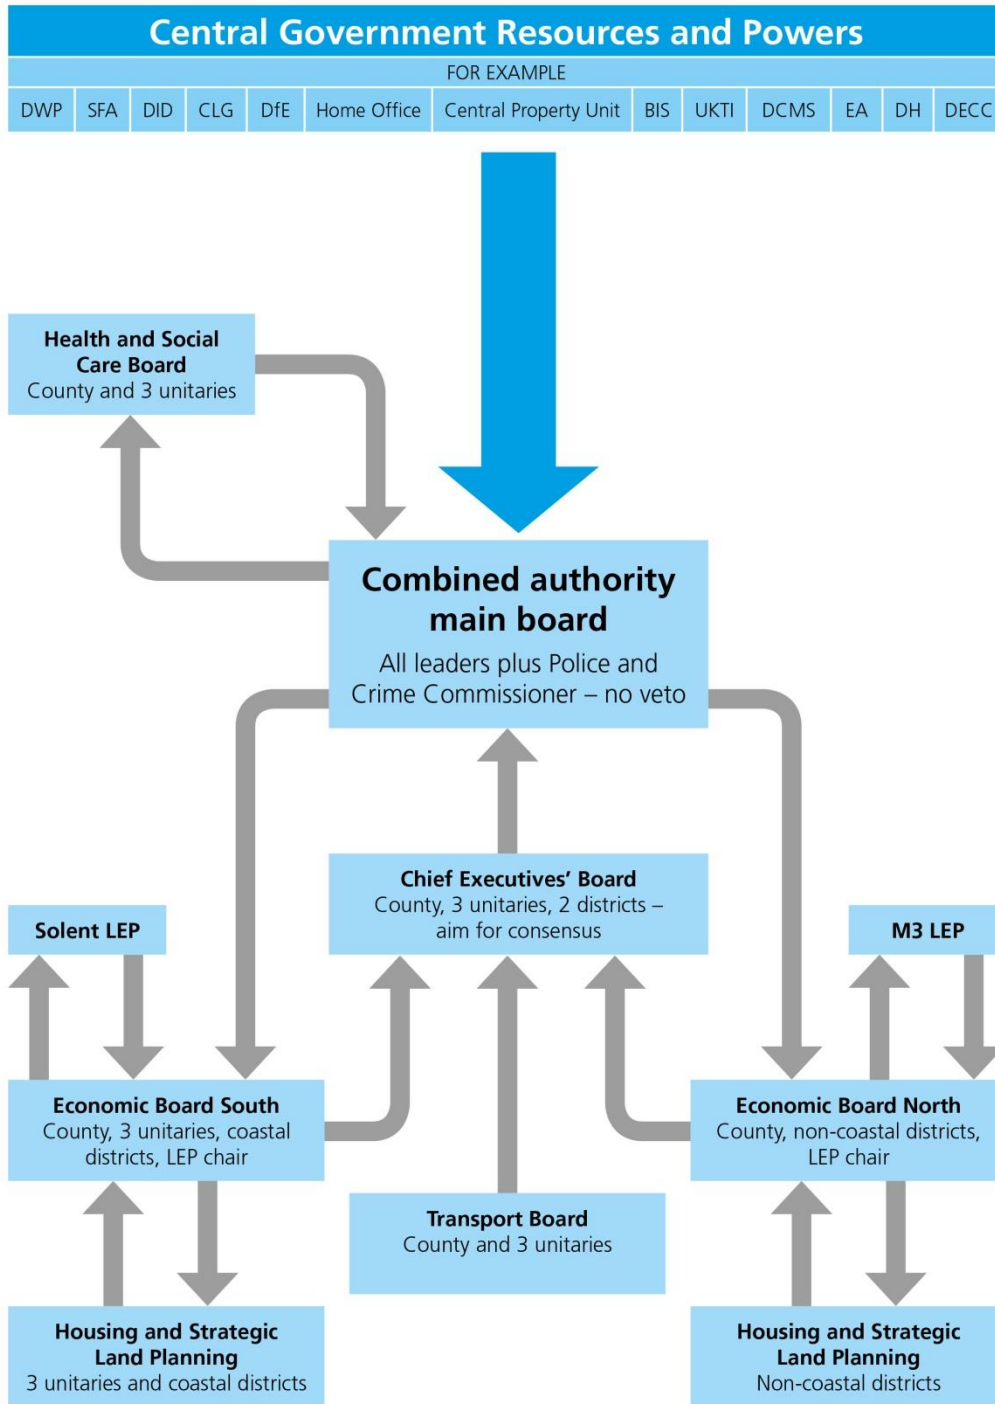 Central Government Resources and Powers
FOR EXAMPLE
DWP SFA DID CLG DfE Home Office Central Property Unit BIS UKTI DCMS EA DH DECC
Health and Social
Care Board
County and 3 unitaries
Combined authority
main board
All leaders plus Police and
Crime Commissioner – no veto
Chief Executives’ Board
County, 3 unitaries, 2 districts –
aim for consensus
Solent LEP
M3 LEP
Economic Board South
County, 3 unitaries, coastal
districts, LEP chair
Economic Board North
County, non-coastal districts,
LEP chair
Transport Board
County and 3 unitaries
Housing and Strategic
Land Planning
3 unitaries and coastal districts
Housing and Strategic
Land Planning
Non-coastal districts